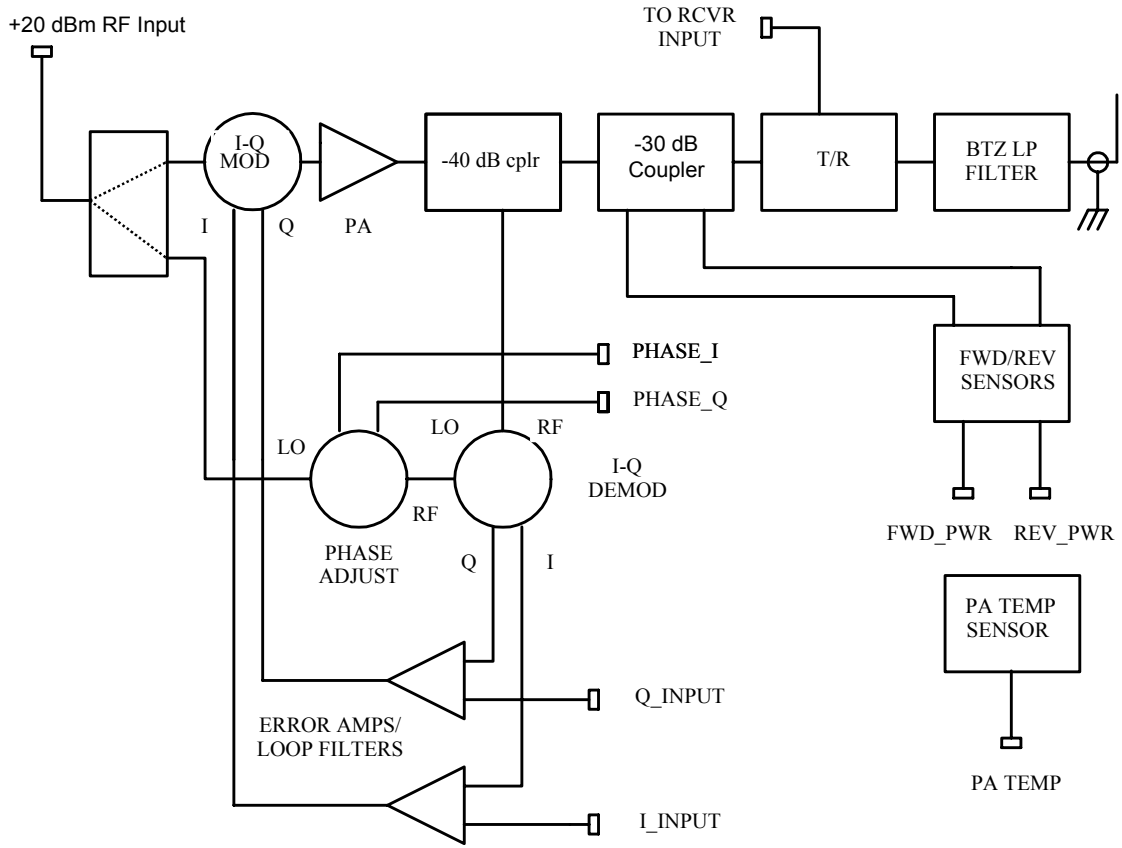 +20 dBm RF Input
TO RCVR
INPUT
I-Q
MOD
-40 dB cplr
-30 dB
Coupler
T/R
BTZ LP
FILTER
I
Q
PA
PHASE_I
PHASE_Q
FWD/REV
SENSORS
LO
LO
RF
I-Q
DEMOD
RF
PHASE
ADJUST
Q
I
FWD_PWR
REV_PWR
PA TEMP
SENSOR
Q_INPUT
ERROR AMPS/
LOOP FILTERS
PA TEMP
I_INPUT